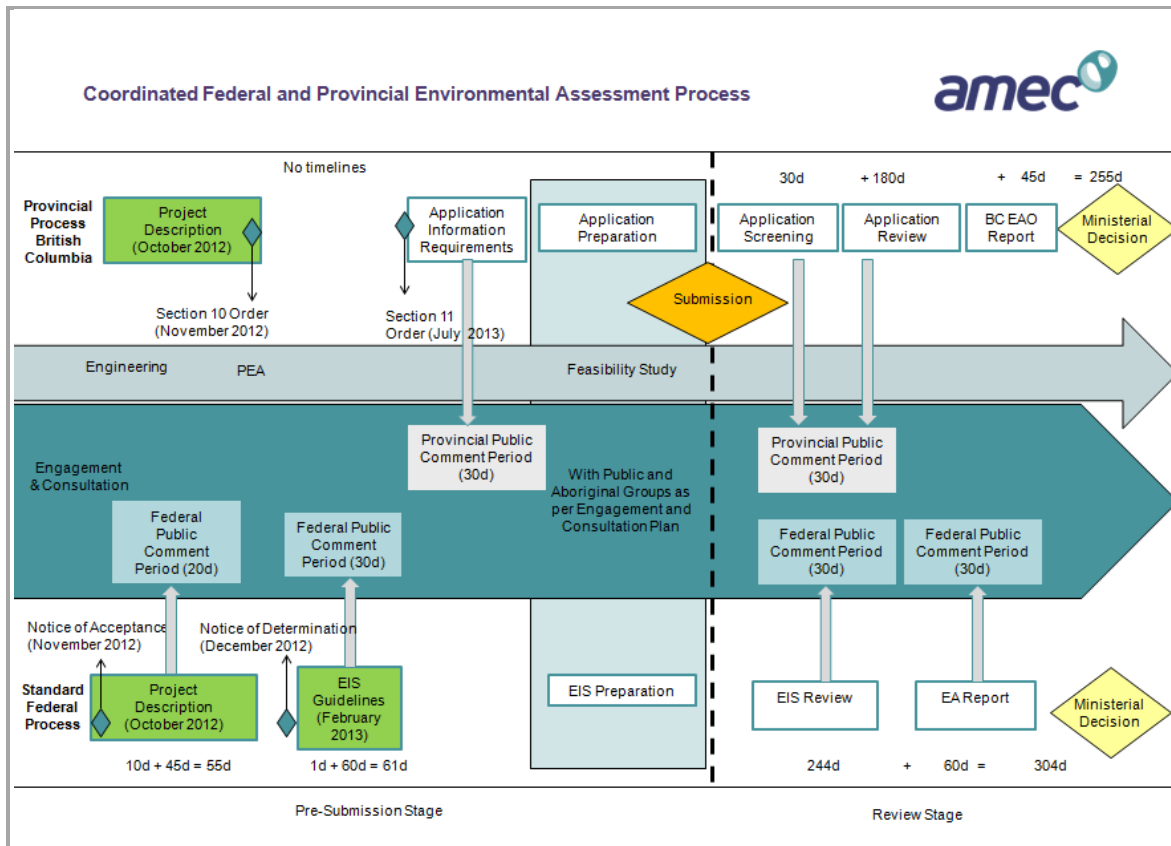 Coordinated Federal and Provincial Environmental Assessment Process
amec
No timelines
30d + 180d + 45d = 255d
Provincial
Process
British
Columbia
Project
Description
(October 2012)
Application
Information
Requirements
Application
Preparation
Application
Screening
Application
Review
BC EAO
Report
Ministerial
Decision
Submission
Section 10 Order
(November 2012)
Section 11
Order (July 2013)
Engineering
PEA
Feasibility Study
Provincial Public
Comment Period
(30d)
Provincial Public
Comment Period
(30d)
Engagement
& Consultation
With Public and
Aboriginal Groups as
per Engagement and
Consultation Plan
Federal
Public
Comment
Period (20d)
Federal Public
Comment
Period (30d)
Federal Public
Comment Period
(30d)
Federal Public
Comment Period
(30d)
Notice of Acceptance
(November 2012)
Notice of Determination
(December 2012)
Standard
Federal
Process
Project
Description
(October 2012)
EIS
Guidelines
(February
2013)
EIS Preparation
EIS Review
EA Report
Ministerial
Decision
10d + 45d = 55d
1d + 60d = 61d
244d + 60d = 304d
Pre-Submission Stage
Review Stage